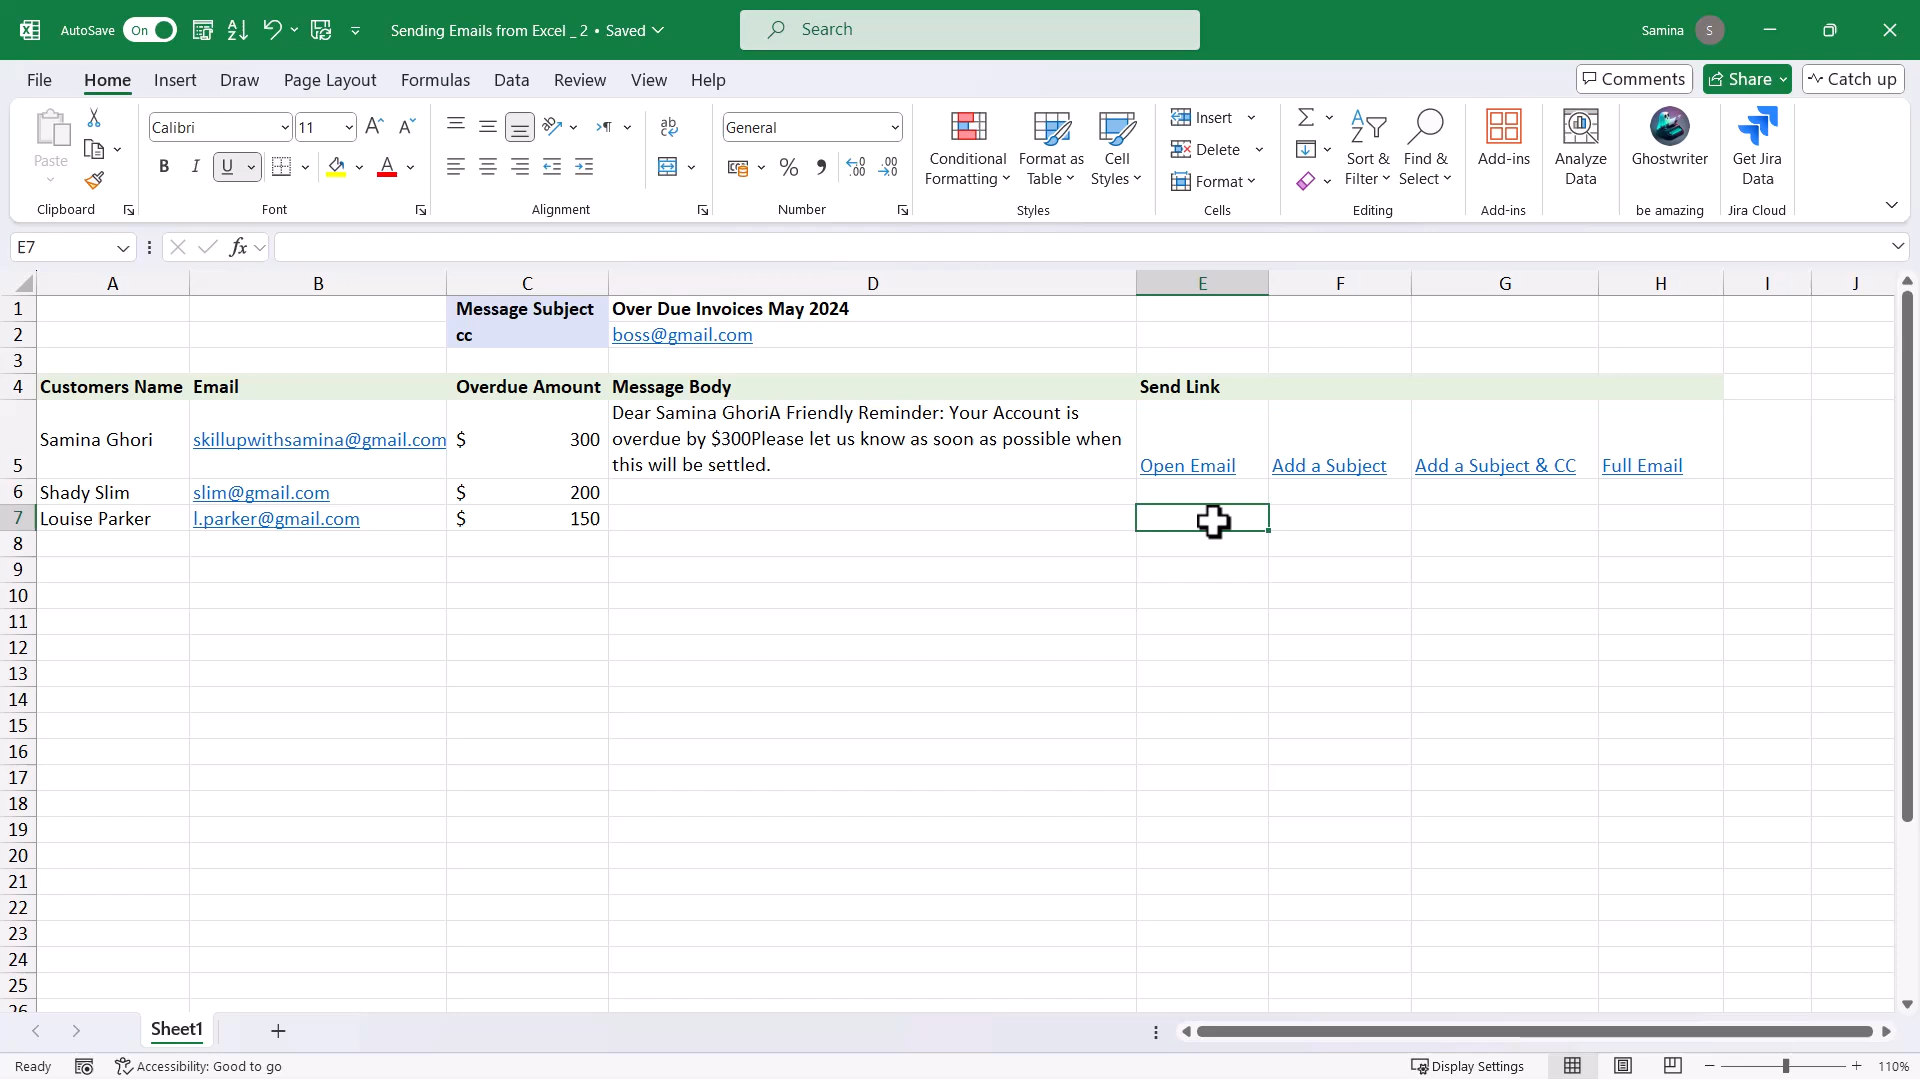 AutoSave On Sending Emails from Excel _ 2 • Saved Search Samina S
File Home Insert Draw Page Layout Formulas Data Review View Help Comments Share Catch up
Paste
Clipboard
Calibri 11
B I U A
Font
ab c
Alignment
General
% .00
Number
Conditional Formatting
Format as Table
Cell Styles
Styles
Insert
Delete
Format
Cells
Sort & Filter
Find & Select
Editing
Add-ins
Add-ins
Analyze Data
Ghostwriter
be amazing
Get Jira Data
Jira Cloud
E7 fx
A B C D E F G H I J
1 Message Subject Over Due Invoices May 2024
2 cc boss@gmail.com
3
4 Customers Name Email Overdue Amount Message Body Send Link
Dear Samina GhoriA Friendly Reminder: Your Account is
overdue by $300Please let us know as soon as possible when
this will be settled.
5 Samina Ghori skillupwithsamina@gmail.com $ 300 Open Email Add a Subject Add a Subject & CC Full Email
6 Shady Slim slim@gmail.com $ 200
7 Louise Parker l.parker@gmail.com $ 150
8
9
10
11
12
13
14
15
16
17
18
19
20
21
22
23
24
25
26
Sheet1
Ready Accessibility: Good to go Display Settings 110%